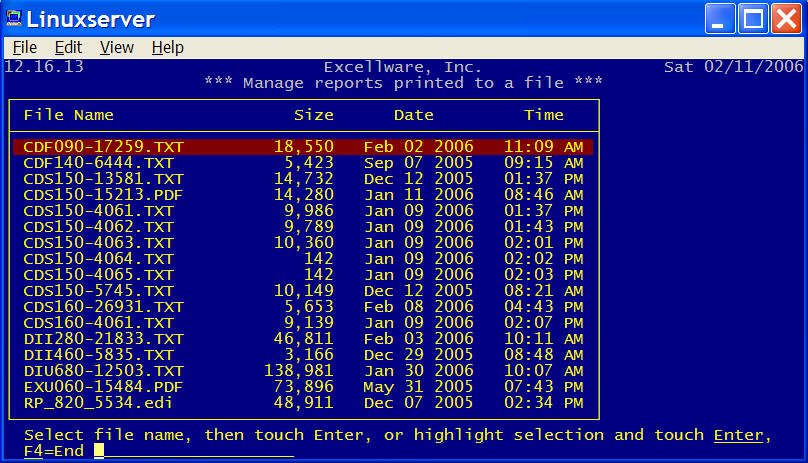 Linuxserver
File Edit View Help
12.16.13 Excellware, Inc. Sat 02/11/2006
*** Manage reports printed to a file ***
File Name Size Date Time
CDF090-17259.TXT 18,550 Feb 02 2006 11:09 AM
CDF140-6444.TXT 5,423 Sep 07 2005 09:15 AM
CDS150-13581.TXT 14,732 Dec 12 2005 01:37 PM
CDS150-15213.PDF 14,280 Jan 11 2006 08:46 AM
CDS150-4061.TXT 9,986 Jan 09 2006 01:37 PM
CDS150-4062.TXT 9,789 Jan 09 2006 01:43 PM
CDS150-4063.TXT 10,360 Jan 09 2006 02:01 PM
CDS150-4064.TXT 142 Jan 09 2006 02:02 PM
CDS150-4065.TXT 142 Jan 09 2006 02:03 PM
CDS150-5745.TXT 10,149 Dec 12 2005 08:21 AM
CDS160-26931.TXT 5,653 Feb 08 2006 04:43 PM
CDS160-4061.TXT 9,139 Jan 09 2006 02:07 PM
DII280-21833.TXT 46,811 Feb 03 2006 10:11 AM
DII460-5835.TXT 3,166 Dec 29 2005 08:48 AM
DIU680-12503.TXT 138,981 Jan 30 2006 10:07 AM
EXU060-15484.PDF 73,896 May 31 2005 07:43 PM
RP_820_5534.edi 48,911 Dec 07 2005 02:34 PM
Select file name, then touch Enter, or highlight selection and touch Enter,
F4=End